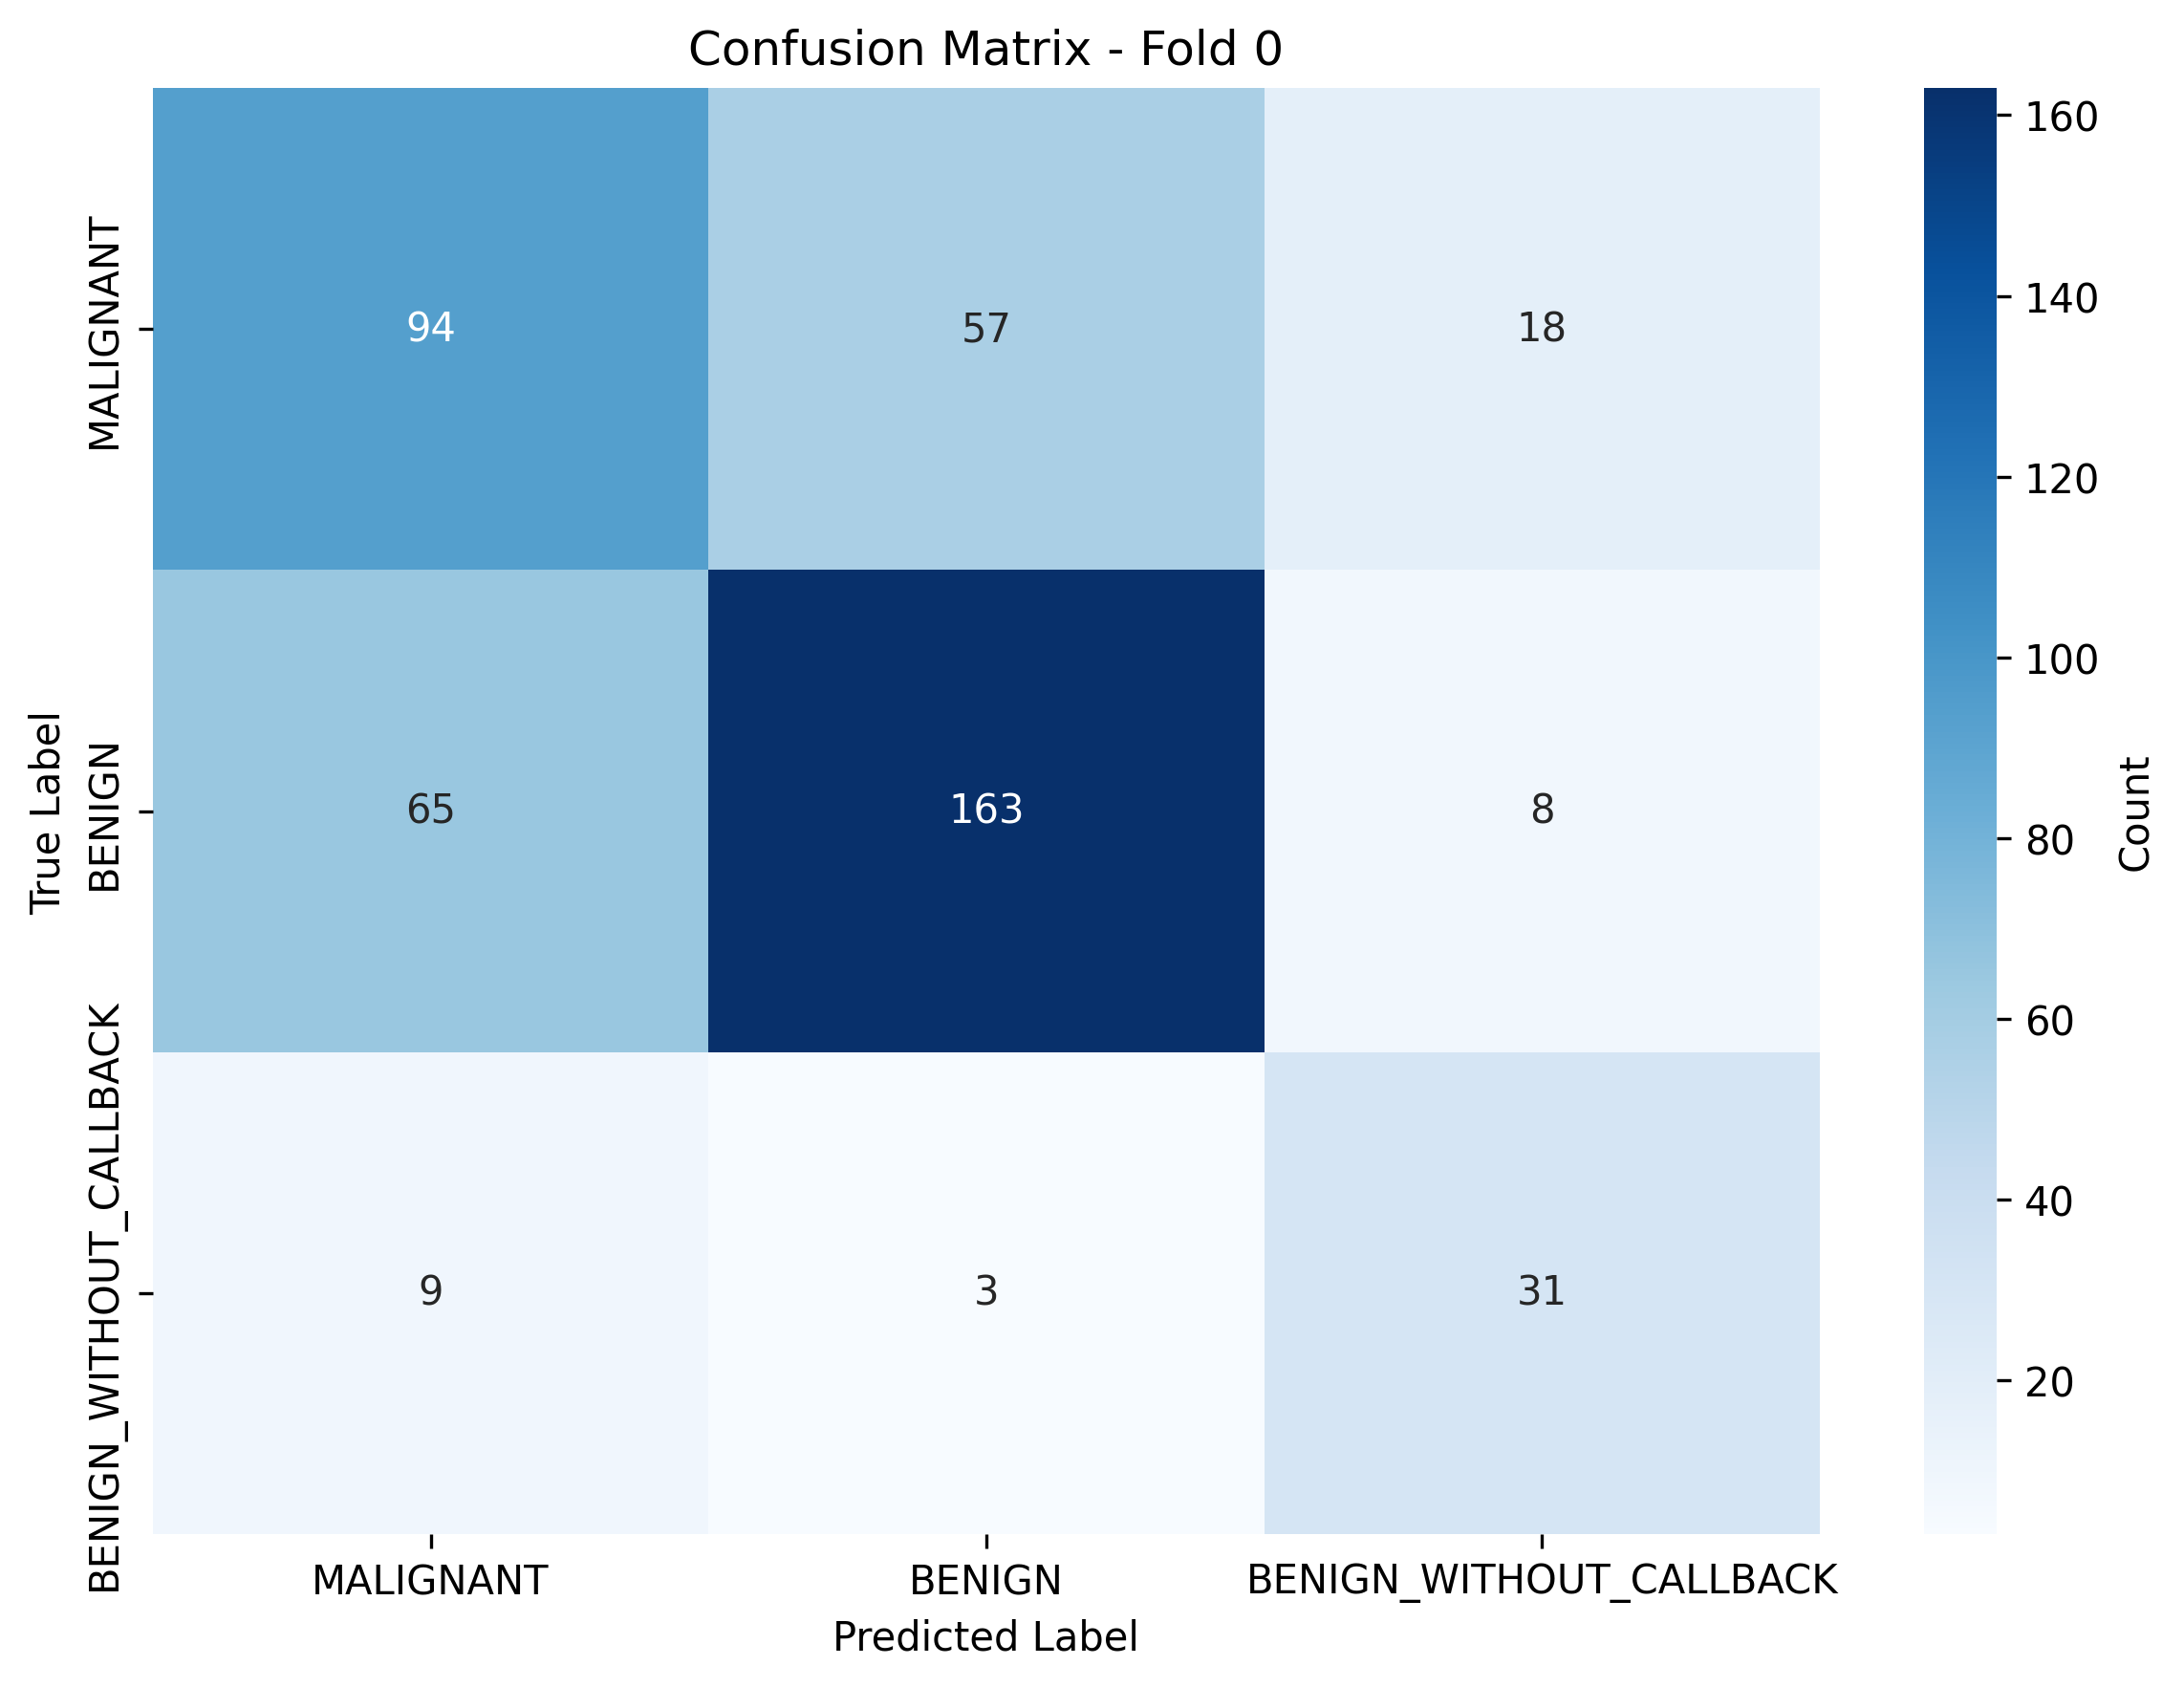 Confusion Matrix - Fold 0
True Label
MALIGNANT
BENIGN
BENIGN_WITHOUT_CALLBACK
94 57 18
65 163 8
9 3 31
MALIGNANT BENIGN BENIGN_WITHOUT_CALLBACK
Predicted Label
160
140
120
100
80
60
40
20
Count